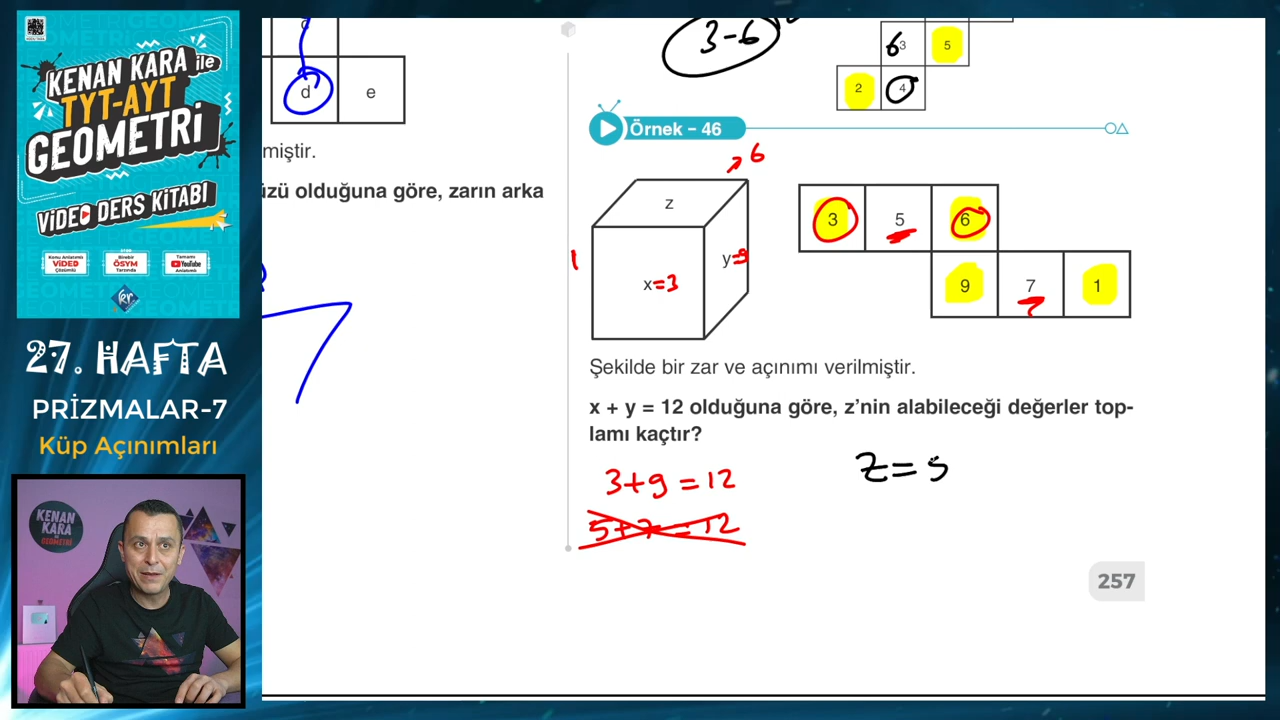 KENAN KARA ile
TYT-AYT
GEOMETRİ
VİDEO DERS KİTABI
Konu Anlatımlı
VİDEO
Çözümlü
Birebir
ÖSYM
Tarzında
Tamamı
YouTube
Anlatımlı
27. HAFTA
PRİZMALAR-7
Küp Açınımları
KENAN
KARA
GEOMETRİ
d
e
miştir.
üzü olduğuna göre, zarın arka
3-6
6 3
5
2
4
Örnek – 46
6
z
1
x =3
y =9
3
5
6
9
7
1
Şekilde bir zar ve açınımı verilmiştir.
x + y = 12 olduğuna göre, z'nin alabileceği değerler top-
lamı kaçtır?
3+9=12
5+7=12
z=5
257